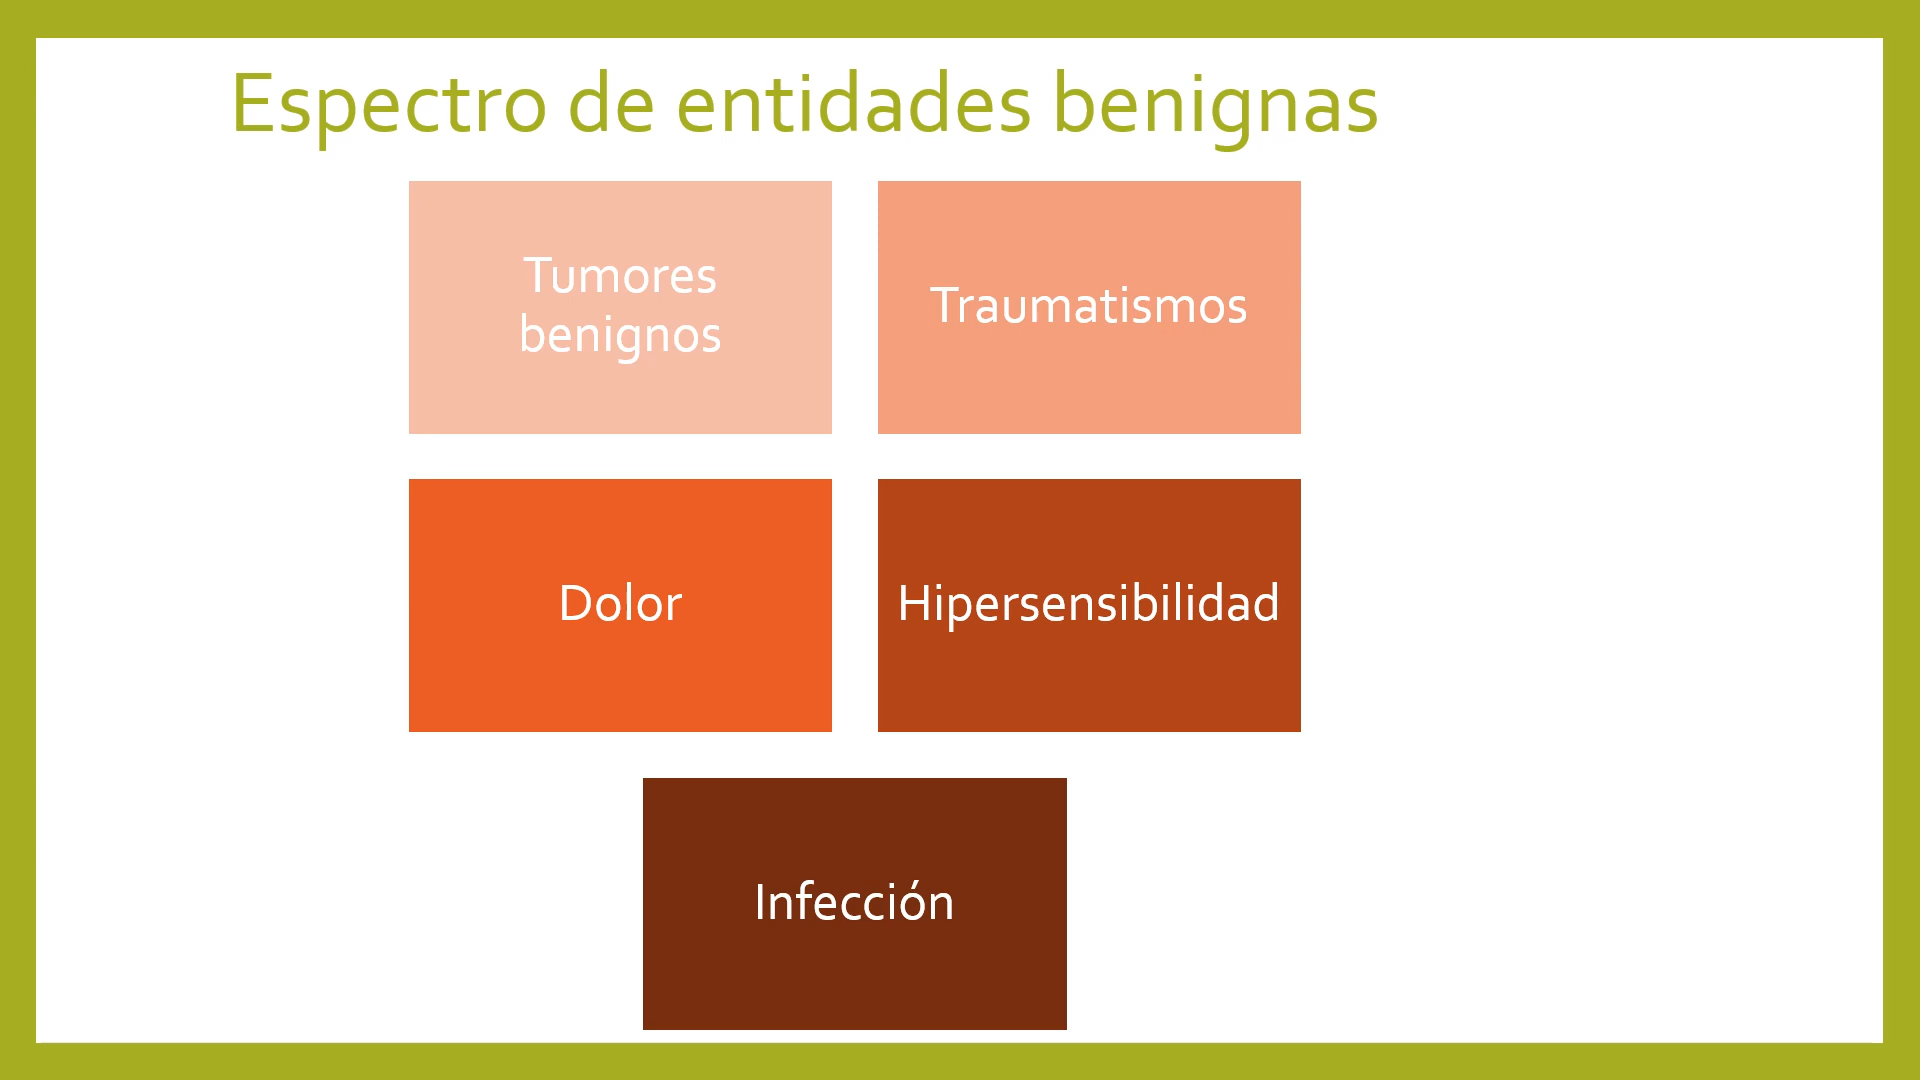 Espectro de entidades benignas
Tumores
benignos
Traumatismos
Dolor
Hipersensibilidad
Infección